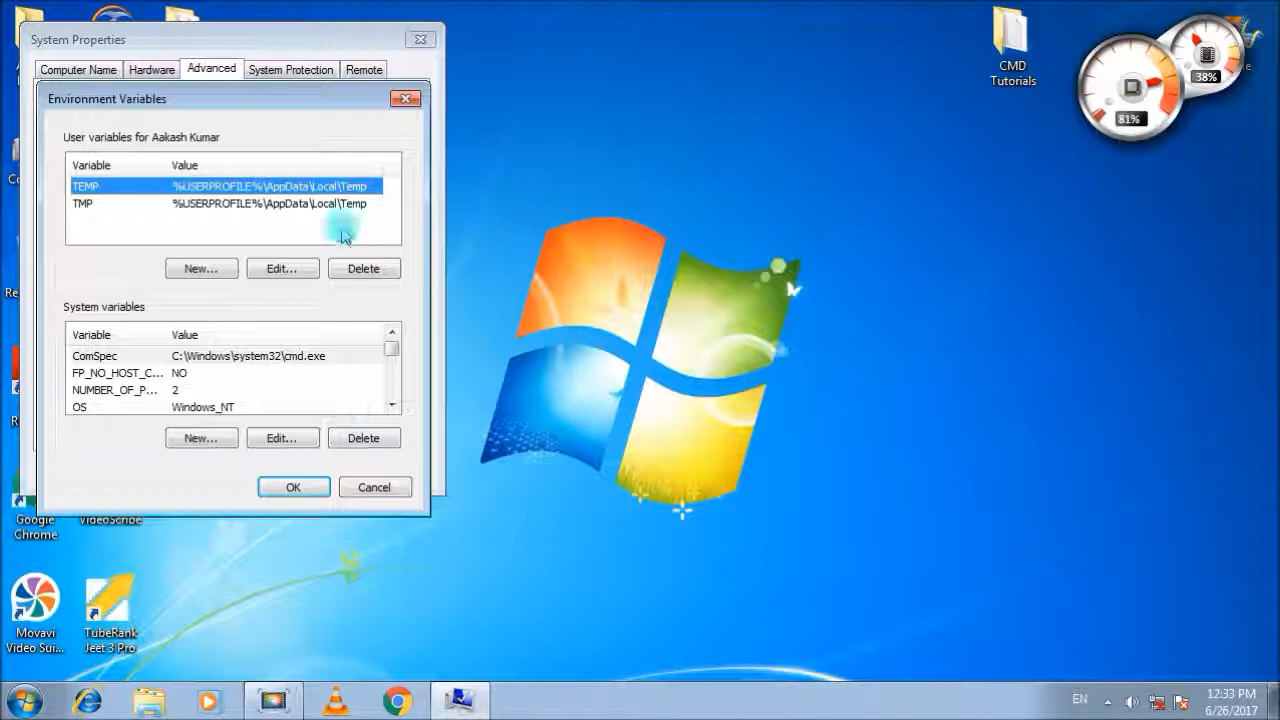 System Properties
Computer Name Hardware Advanced System Protection Remote
Environment Variables
User variables for Aakash Kumar
Variable Value
TEMP %USERPROFILE%\AppData\Local\Temp
TMP %USERPROFILE%\AppData\Local\Temp
New... Edit... Delete
System variables
Variable Value
ComSpec C:\Windows\system32\cmd.exe
FP_NO_HOST_C... NO
NUMBER_OF_P... 2
OS Windows_NT
New... Edit... Delete
OK Cancel
Google
Chrome
VideoScribe
Movavi
Video Sui...
TubeRank
Jeet 3 Pro
CMD
Tutorials
81%
38%
EN
12:33 PM
6/26/2017